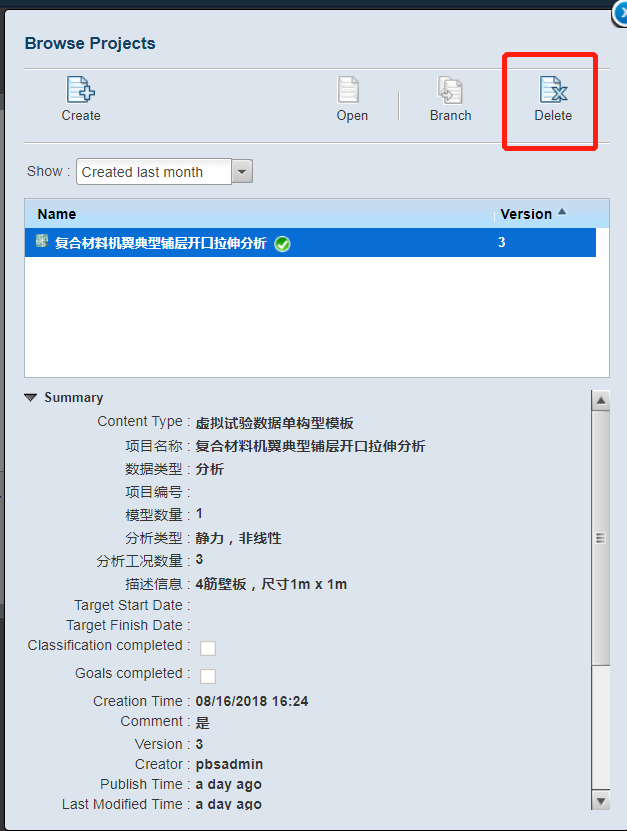 Browse Projects
Create
Open
Branch
Delete
Show : Created last month
Name Version
复合材料机翼典型铺层开口拉伸分析 3
Summary
Content Type : 虚拟试验数据单构型模板
项目名称 : 复合材料机翼典型铺层开口拉伸分析
数据类型 : 分析
项目编号 :
模型数量 : 1
分析类型 : 静力，非线性
分析工况数量 : 3
描述信息 : 4筋壁板，尺寸1m x 1m
Target Start Date :
Target Finish Date :
Classification completed :
Goals completed :
Creation Time : 08/16/2018 16:24
Comment : 是
Version : 3
Creator : pbsadmin
Publish Time : a day ago
Last Modified Time : a day ago